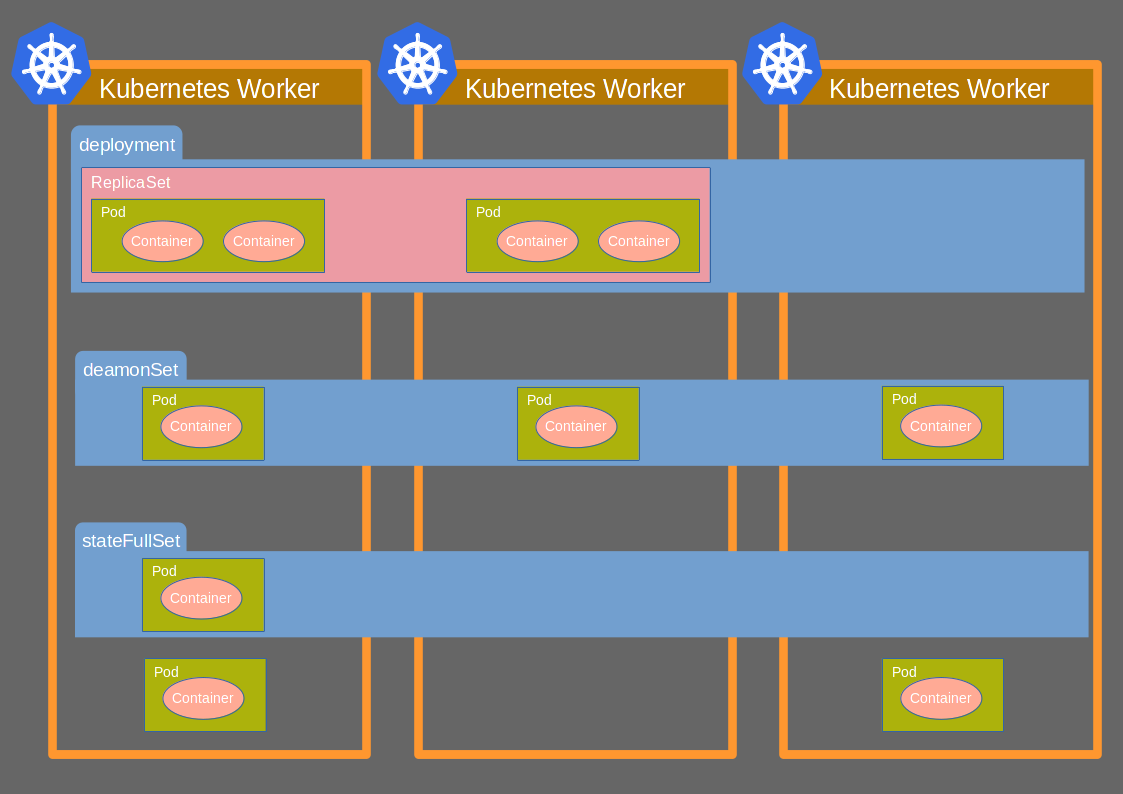 Kubernetes Worker
Kubernetes Worker
Kubernetes Worker
deployment
ReplicaSet
Pod
Container Container
Pod
Container Container
deamonSet
Pod
Container
Pod
Container
Pod
Container
stateFullSet
Pod
Container
Pod
Container
Pod
Container